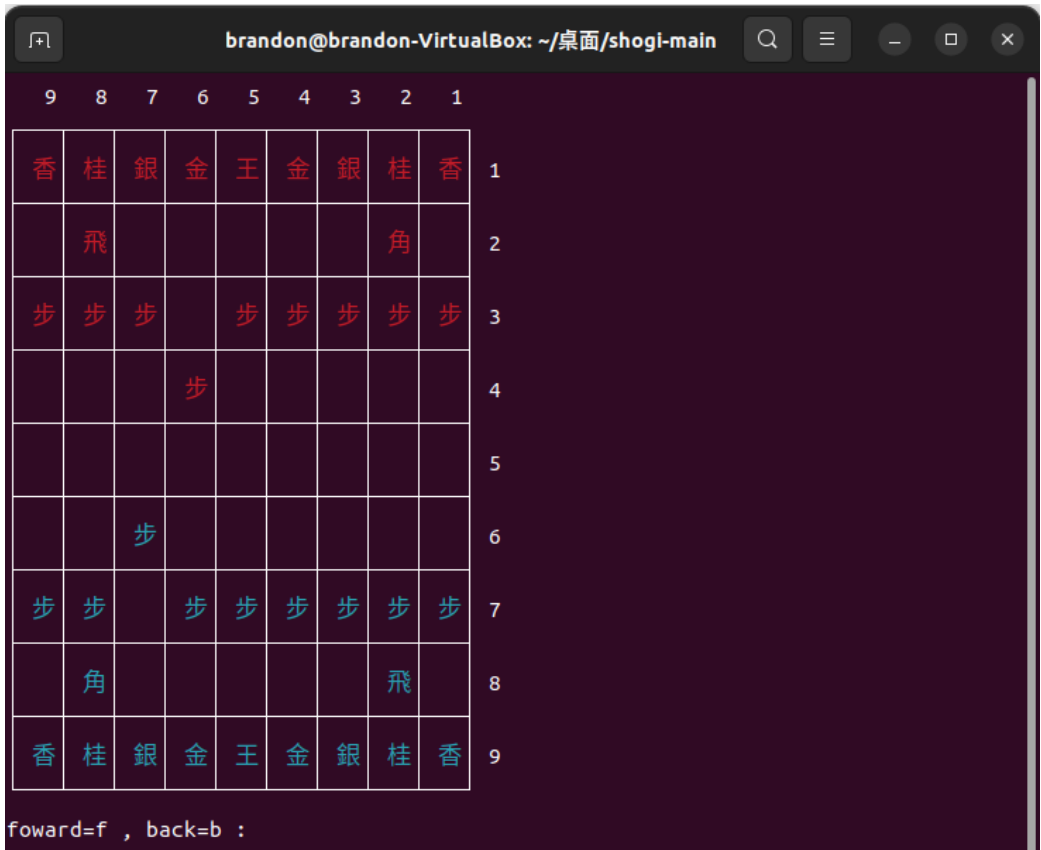 brandon@brandon-VirtualBox: ~/桌面/shogi-main
9 8 7 6 5 4 3 2 1
香 桂 銀 金 王 金 銀 桂 香 1
飛 角 2
步 步 步 步 步 步 步 步 3
步 4
5
步 6
步 步 步 步 步 步 步 步 7
角 飛 8
香 桂 銀 金 王 金 銀 桂 香 9
foward=f , back=b :